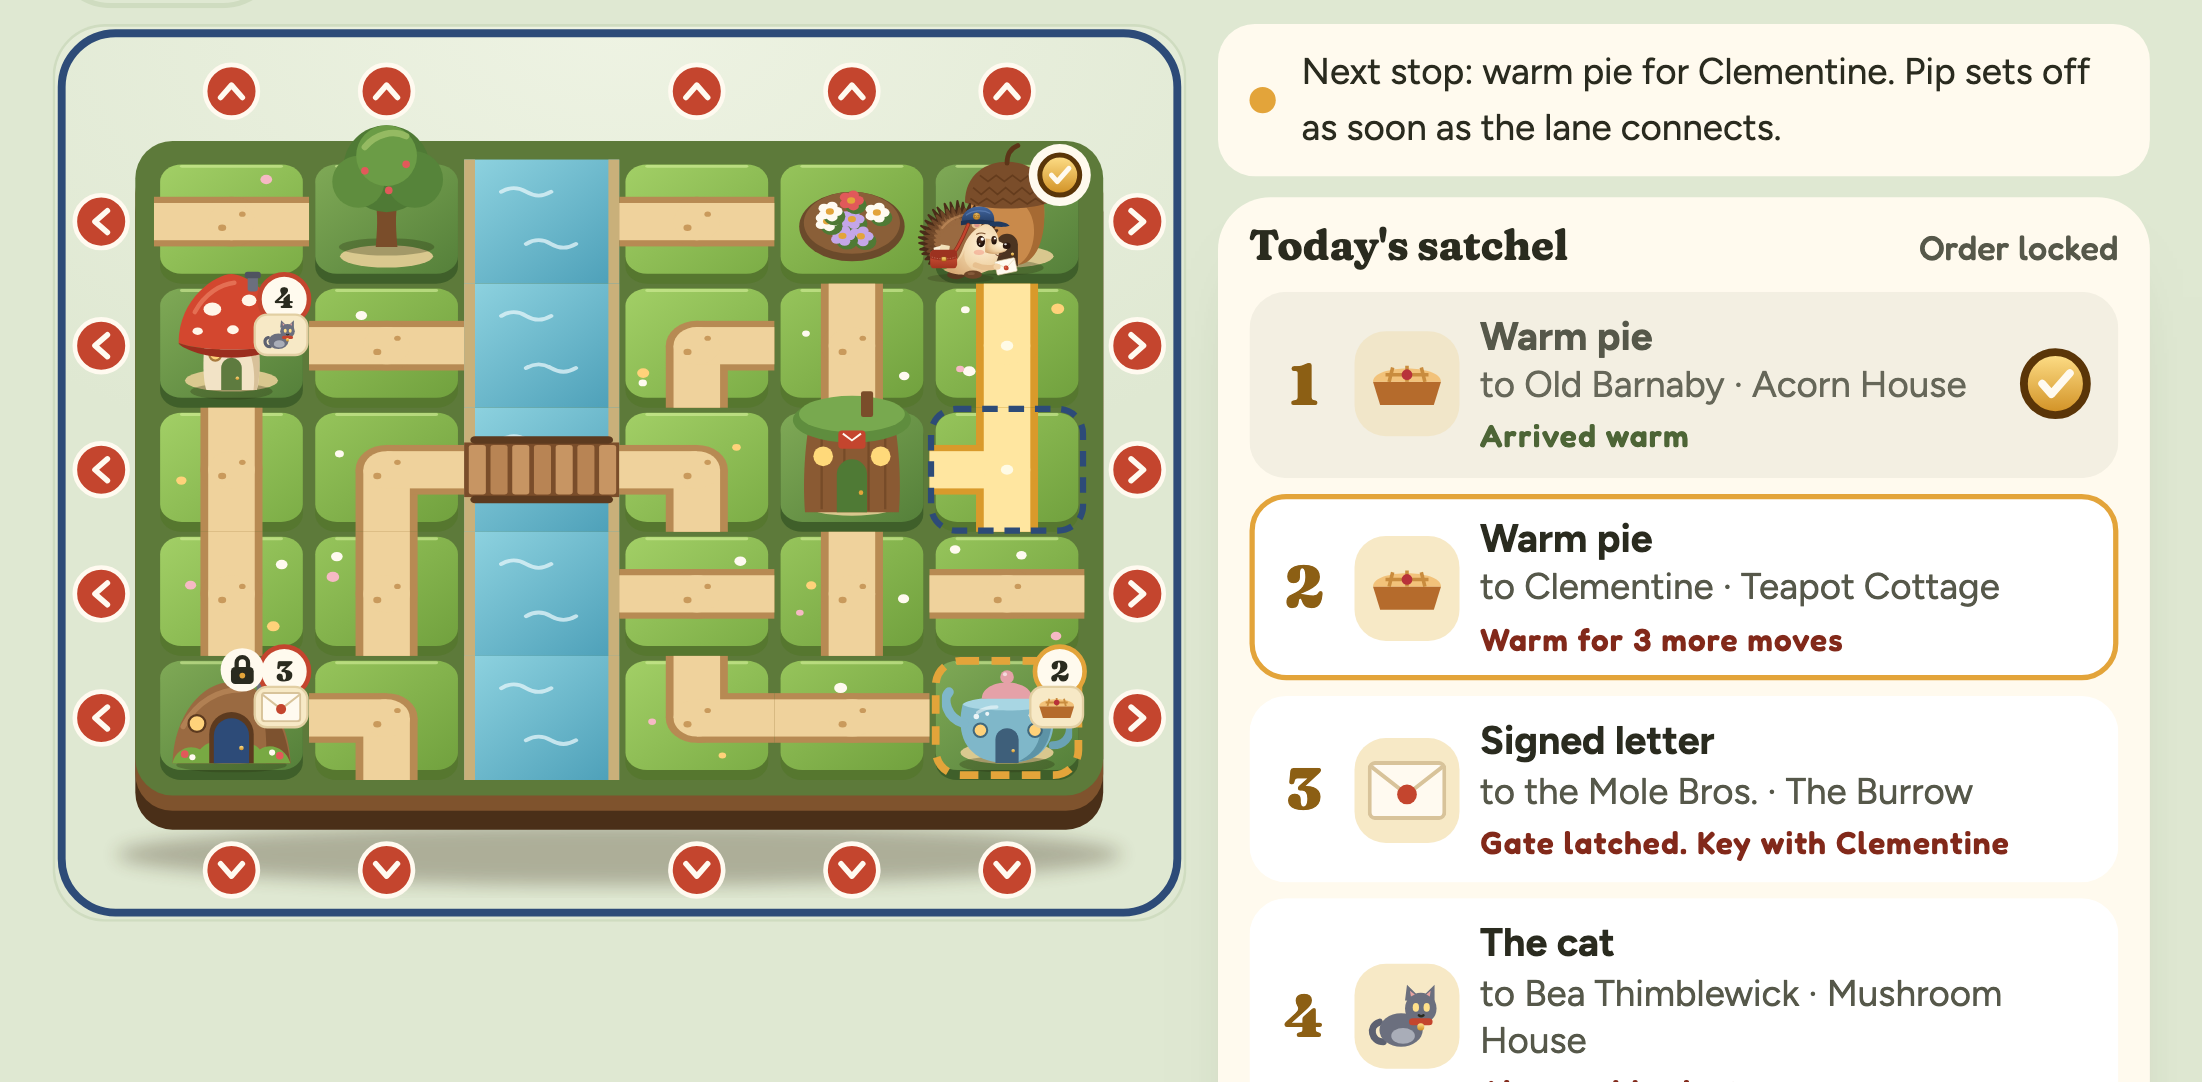 Next stop: warm pie for Clementine. Pip sets off
as soon as the lane connects.
Today's satchel
Order locked
1
Warm pie
to Old Barnaby · Acorn House
Arrived warm
2
Warm pie
to Clementine · Teapot Cottage
Warm for 3 more moves
3
Signed letter
to the Mole Bros. · The Burrow
Gate latched. Key with Clementine
4
The cat
to Bea Thimblewick · Mushroom
House
4
3
2